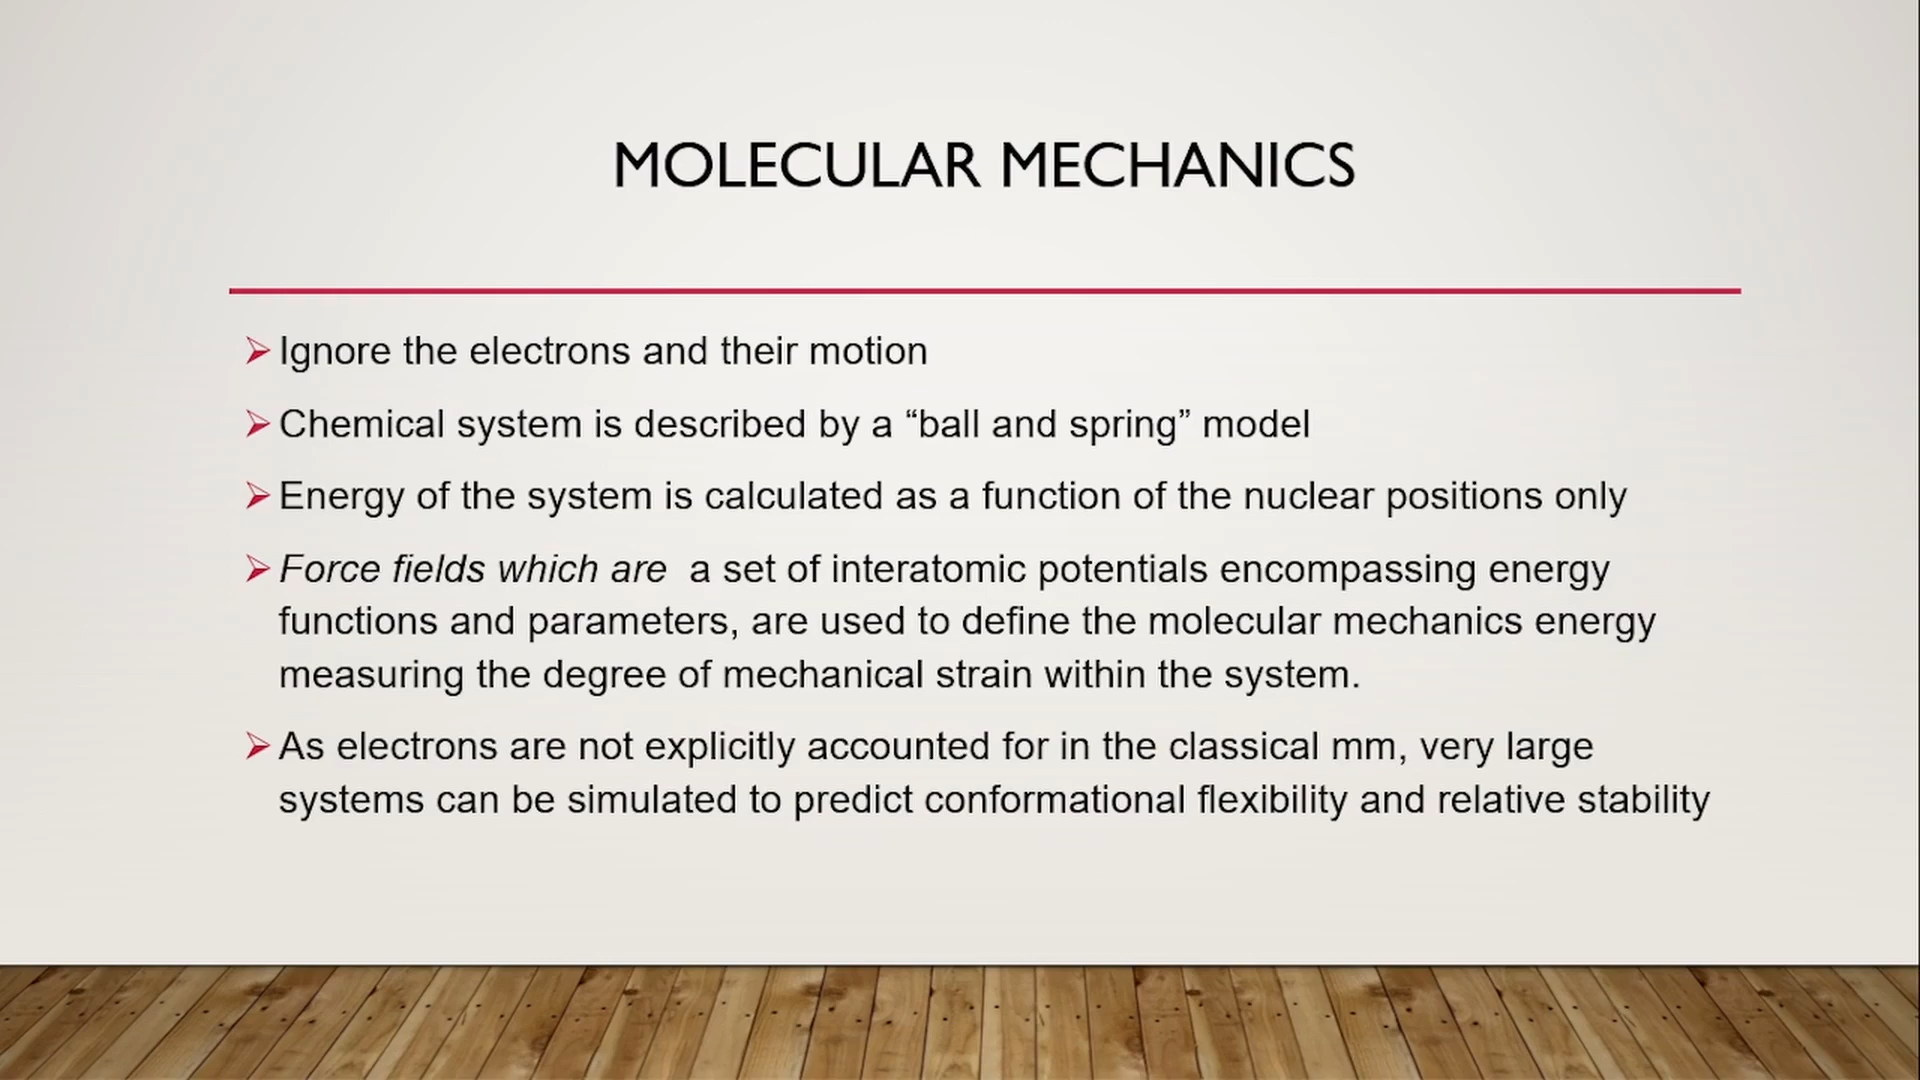 MOLECULAR MECHANICS
Ignore the electrons and their motion
Chemical system is described by a “ball and spring” model
Energy of the system is calculated as a function of the nuclear positions only
Force fields which are  a set of interatomic potentials encompassing energy
functions and parameters, are used to define the molecular mechanics energy
measuring the degree of mechanical strain within the system.
As electrons are not explicitly accounted for in the classical mm, very large
systems can be simulated to predict conformational flexibility and relative stability